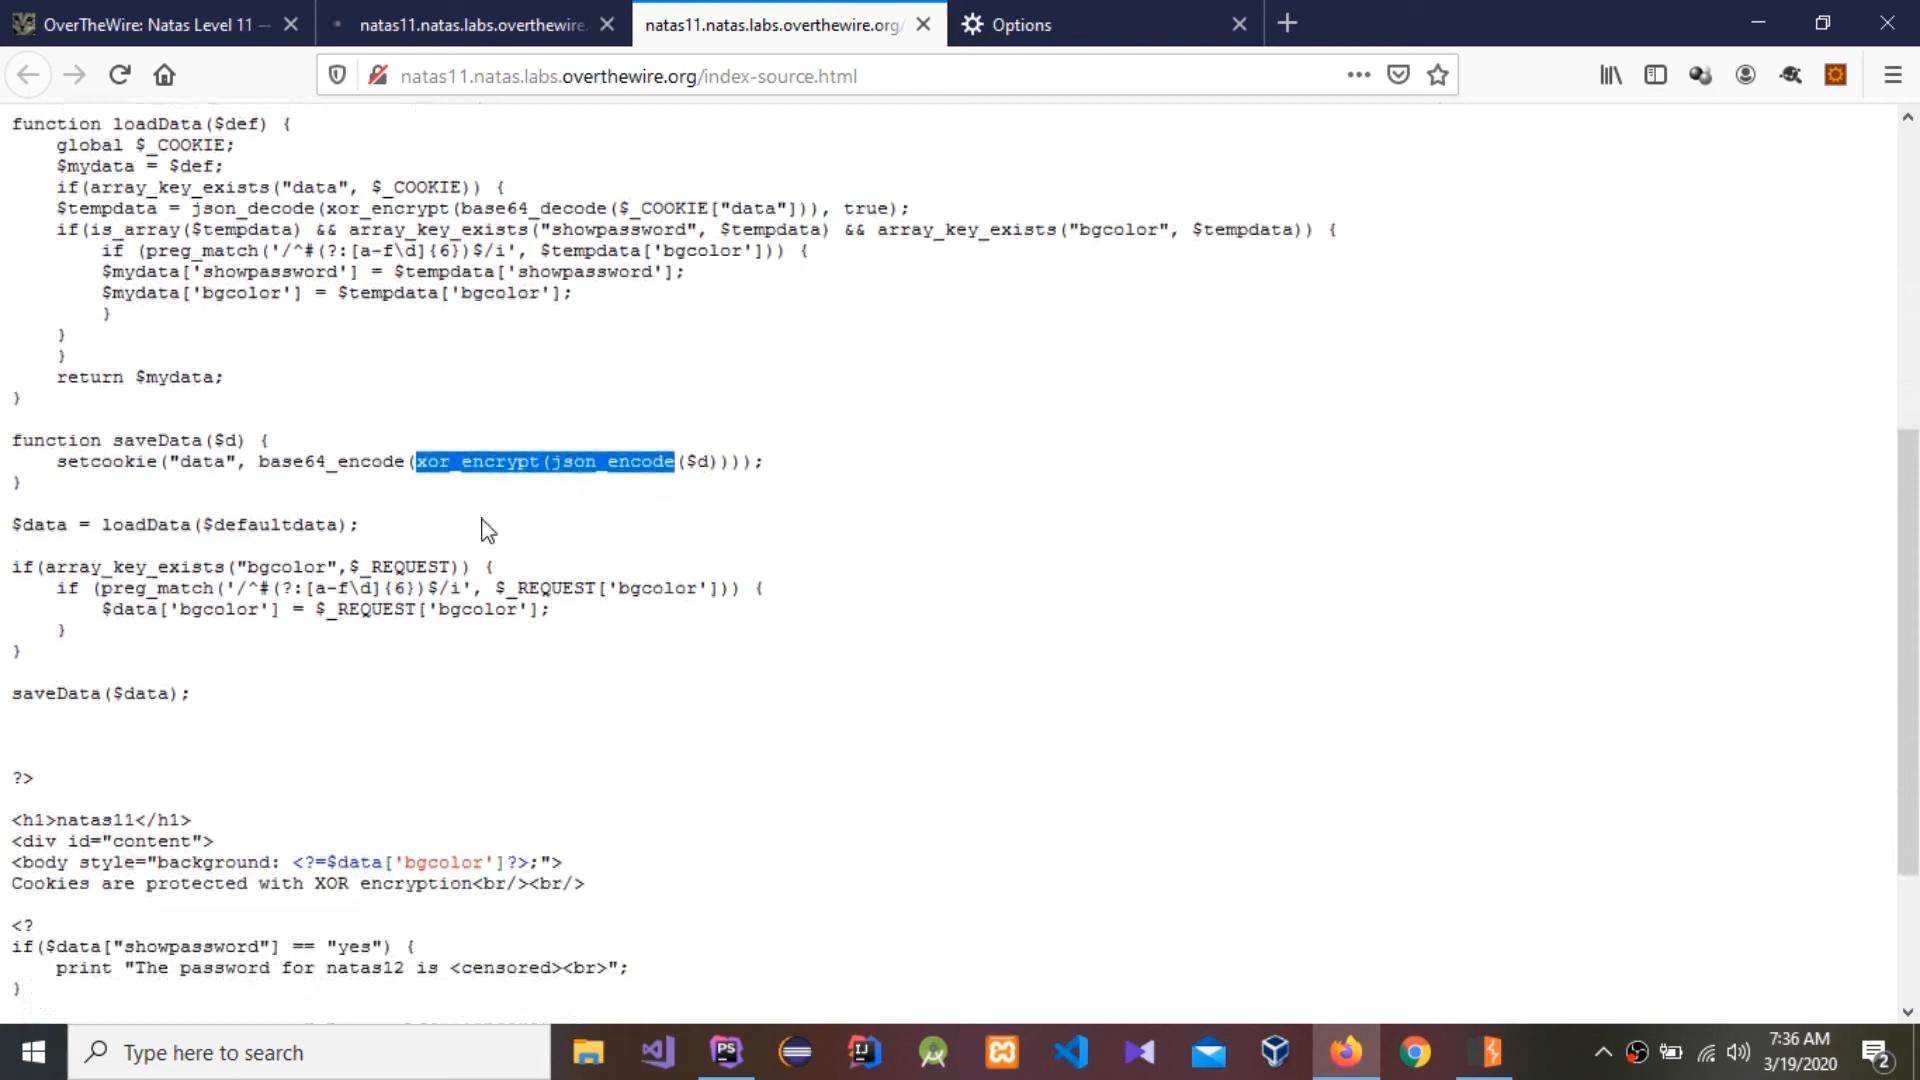 OverTheWire: Natas Level 11 —
natas11.natas.labs.overthewire.
natas11.natas.labs.overthewire.org/
Options
natas11.natas.labs.overthewire.org/index-source.html
function loadData($def) {
global $_COOKIE;
$mydata = $def;
if(array_key_exists("data", $_COOKIE)) {
$tempdata = json_decode(xor_encrypt(base64_decode($_COOKIE["data"])), true);
if(is_array($tempdata) && array_key_exists("showpassword", $tempdata) && array_key_exists("bgcolor", $tempdata)) {
if (preg_match('/^#(?:[a-f\d]{6})$/i', $tempdata['bgcolor'])) {
$mydata['showpassword'] = $tempdata['showpassword'];
$mydata['bgcolor'] = $tempdata['bgcolor'];
}
}
}
return $mydata;
}
function saveData($d) {
setcookie("data", base64_encode(xor_encrypt(json_encode($d))));
}
$data = loadData($defaultdata);
if(array_key_exists("bgcolor",$_REQUEST)) {
if (preg_match('/^#(?:[a-f\d]{6})$/i', $_REQUEST['bgcolor'])) {
$data['bgcolor'] = $_REQUEST['bgcolor'];
}
}
saveData($data);
?>
<h1>natas11</h1>
<div id="content">
<body style="background: <?=$data['bgcolor']?>;">
Cookies are protected with XOR encryption<br/><br/>
<?
if($data["showpassword"] == "yes") {
print "The password for natas12 is <censored><br>";
}
Type here to search
PS
IJ
7:36 AM
3/19/2020
2